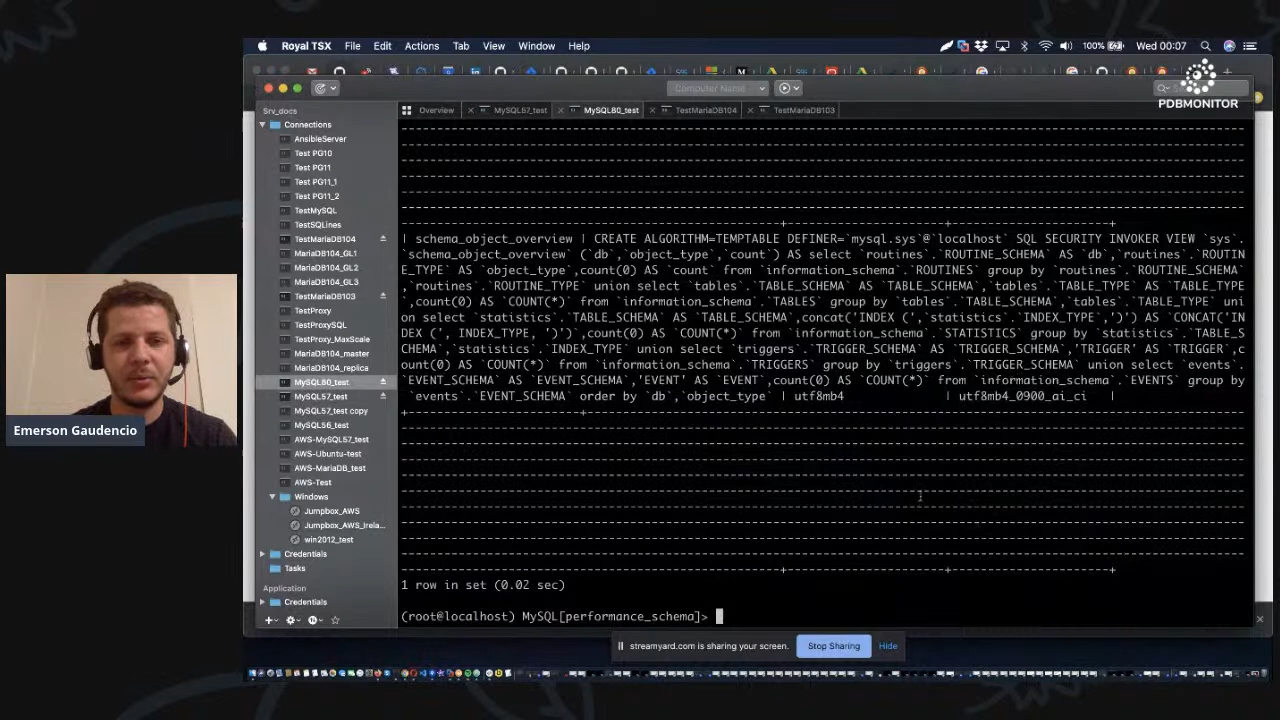 Royal TSX File Edit Actions Tab View Window Help 100% Wed 00:07
PDBMONITOR
Computer Name
Srv_docs
Overview MySQL57_test MySQL80_test TestMariaDB104 TestMariaDB103
Connections
AnsibleServer
Test PG10
Test PG11
Test PG11_1
Test PG11_2
TestMySQL
TestSQLines
TestMariaDB104
MariaDB104_GL1
MariaDB104_GL2
MariaDB104_GL3
TestMariaDB103
TestProxy
TestProxySQL
TestProxy_MaxScale
MariaDB104_master
MariaDB104_replica
MySQL80_test
MySQL57_test
MySQL57_test copy
MySQL56_test
AWS-MySQL57_test
AWS-Ubuntu-test
AWS-MariaDB_test
AWS-Test
Windows
Jumpbox_AWS
Jumpbox_AWS_Irela...
win2012_test
Credentials
Tasks
Application
Credentials
| schema_object_overview | CREATE ALGORITHM=TEMPTABLE DEFINER=`mysql.sys`@`localhost` SQL SECURITY INVOKER VIEW `sys`.
`schema_object_overview` (`db`,`object_type`,`count`) AS select `routines`.`ROUTINE_SCHEMA` AS `db`,`routines`.`ROUTIN
E_TYPE` AS `object_type`,count(0) AS `count` from `information_schema`.`ROUTINES` group by `routines`.`ROUTINE_SCHEMA`
,`routines`.`ROUTINE_TYPE` union select `tables`.`TABLE_SCHEMA` AS `TABLE_SCHEMA`,`tables`.`TABLE_TYPE` AS `TABLE_TYPE
`,count(0) AS `COUNT(*)` from `information_schema`.`TABLES` group by `tables`.`TABLE_SCHEMA`,`tables`.`TABLE_TYPE` uni
on select `statistics`.`TABLE_SCHEMA` AS `TABLE_SCHEMA`,concat('INDEX (',`statistics`.`INDEX_TYPE`,')') AS `CONCAT('IN
DEX (', INDEX_TYPE, ')')`,count(0) AS `COUNT(*)` from `information_schema`.`STATISTICS` group by `statistics`.`TABLE_S
CHEMA`,`statistics`.`INDEX_TYPE` union select `triggers`.`TRIGGER_SCHEMA` AS `TRIGGER_SCHEMA`,'TRIGGER' AS `TRIGGER`,c
ount(0) AS `COUNT(*)` from `information_schema`.`TRIGGERS` group by `triggers`.`TRIGGER_SCHEMA` union select `events`.
`EVENT_SCHEMA` AS `EVENT_SCHEMA`,'EVENT' AS `EVENT`,count(0) AS `COUNT(*)` from `information_schema`.`EVENTS` group by
`events`.`EVENT_SCHEMA` order by `db`,`object_type` | utf8mb4 | utf8mb4_0900_ai_ci |
1 row in set (0.02 sec)
(root@localhost) MySQL[performance_schema]>
streamyard.com is sharing your screen. Stop Sharing Hide
Emerson Gaudencio